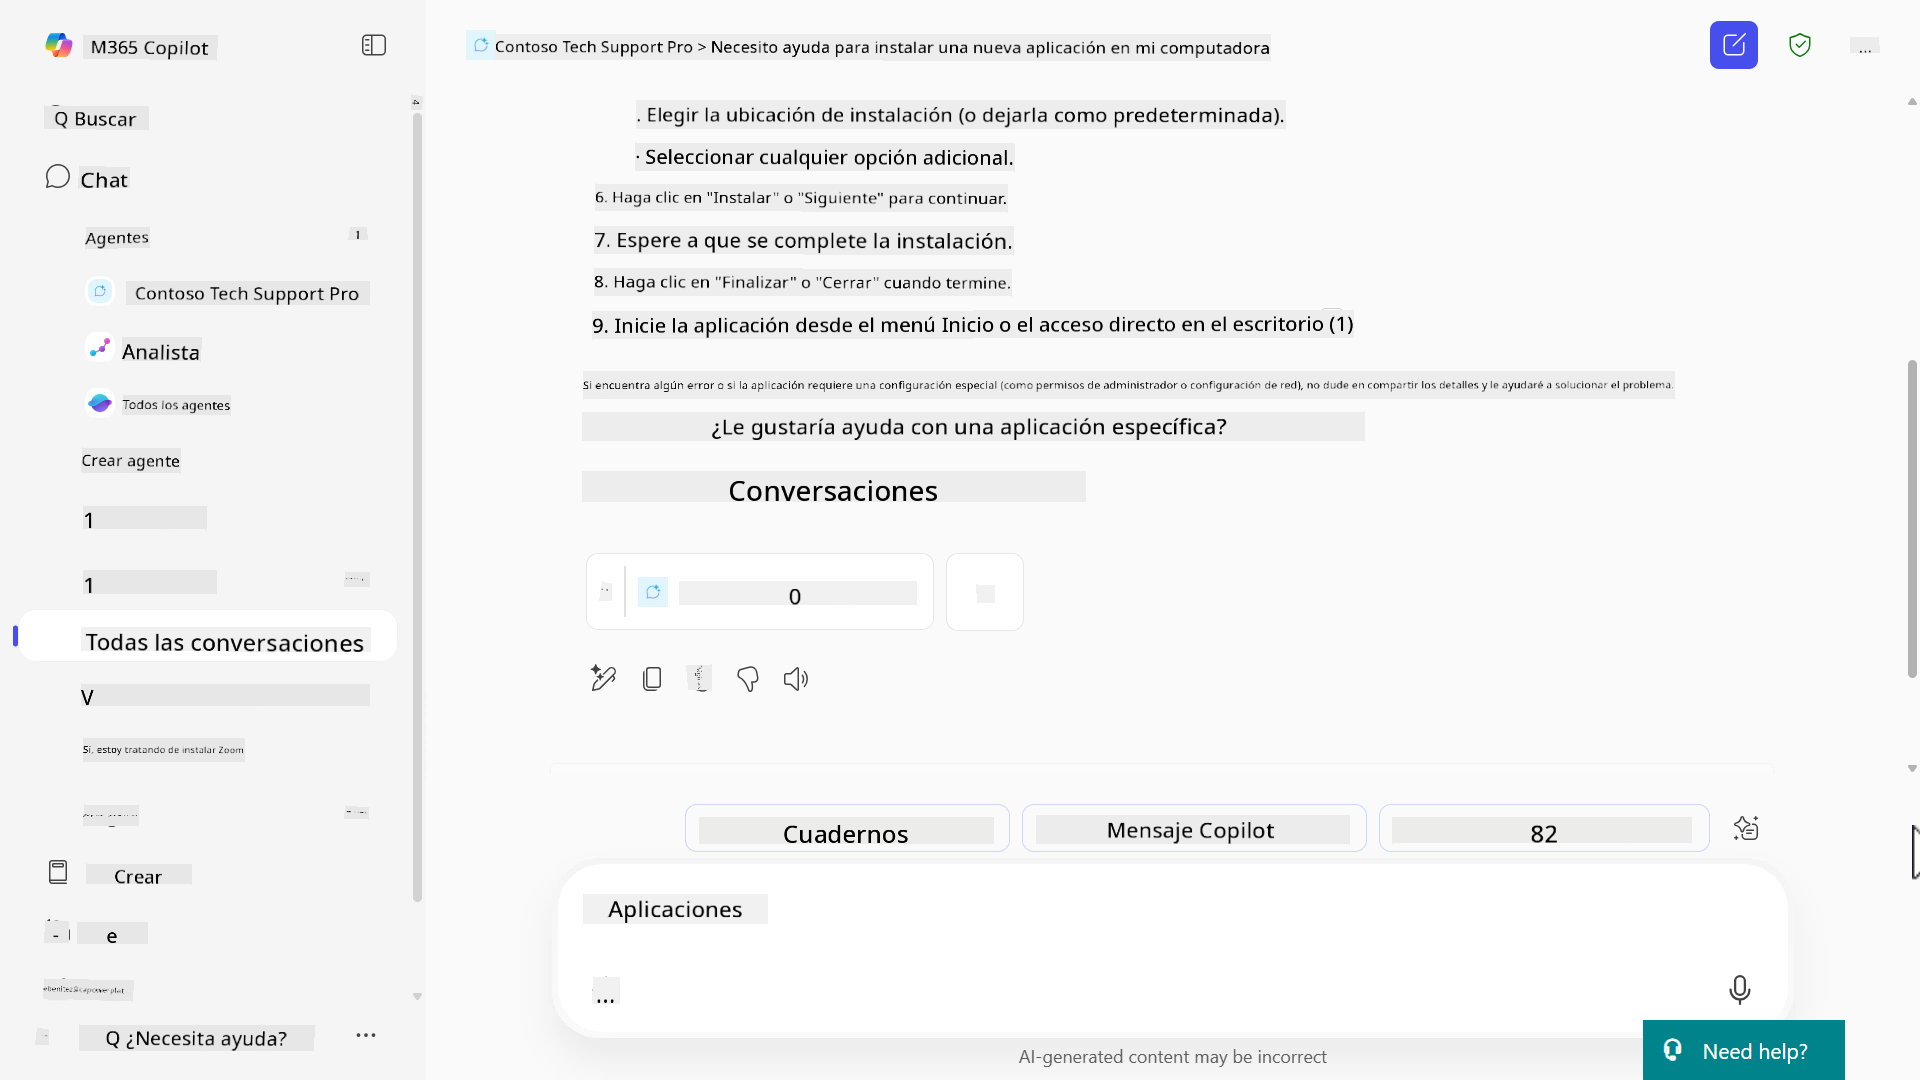 M365 Copilot
Q Buscar
Chat
Agentes
1
Contoso Tech Support Pro
Analista
Todos los agentes
Crear agente
1
1
Todas las conversaciones
V
Sí, estoy tratando de instalar Zoom
Crear
e
Q ¿Necesita ayuda?
Contoso Tech Support Pro > Necesito ayuda para instalar una nueva aplicación en mi computadora
...
. Elegir la ubicación de instalación (o dejarla como predeterminada).
· Seleccionar cualquier opción adicional.
6. Haga clic en "Instalar" o "Siguiente" para continuar.
7. Espere a que se complete la instalación.
8. Haga clic en "Finalizar" o "Cerrar" cuando termine.
9. Inicie la aplicación desde el menú Inicio o el acceso directo en el escritorio (1)
Si encuentra algún error o si la aplicación requiere una configuración especial (como permisos de administrador o configuración de red), no dude en compartir los detalles y le ayudaré a solucionar el problema.
¿Le gustaría ayuda con una aplicación específica?
Conversaciones
0
Cuadernos
Mensaje Copilot
82
Aplicaciones
...
AI-generated content may be incorrect
Need help?